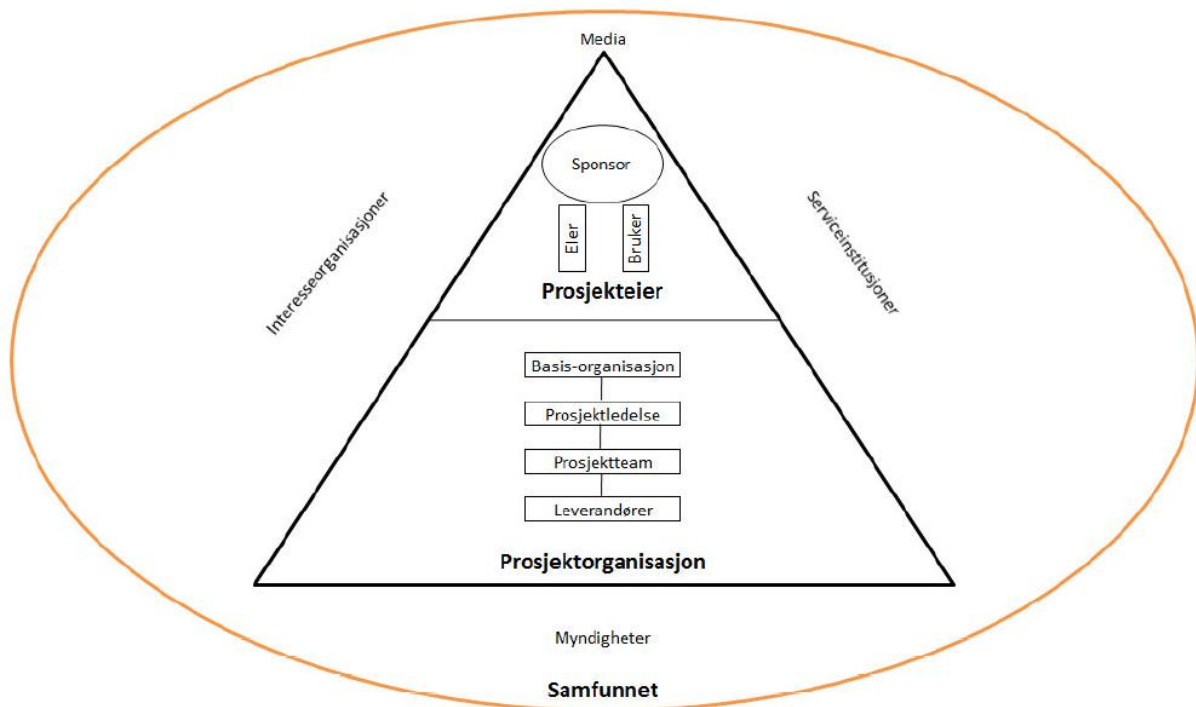 Media
Sponsor
Interesseorganisasjoner
Serviceinstitusjoner
Eier
Bruker
Prosjekteier
Basis-organisasjon
Prosjektledelse
Prosjektteam
Leverandører
Prosjektorganisasjon
Myndigheter
Samfunnet